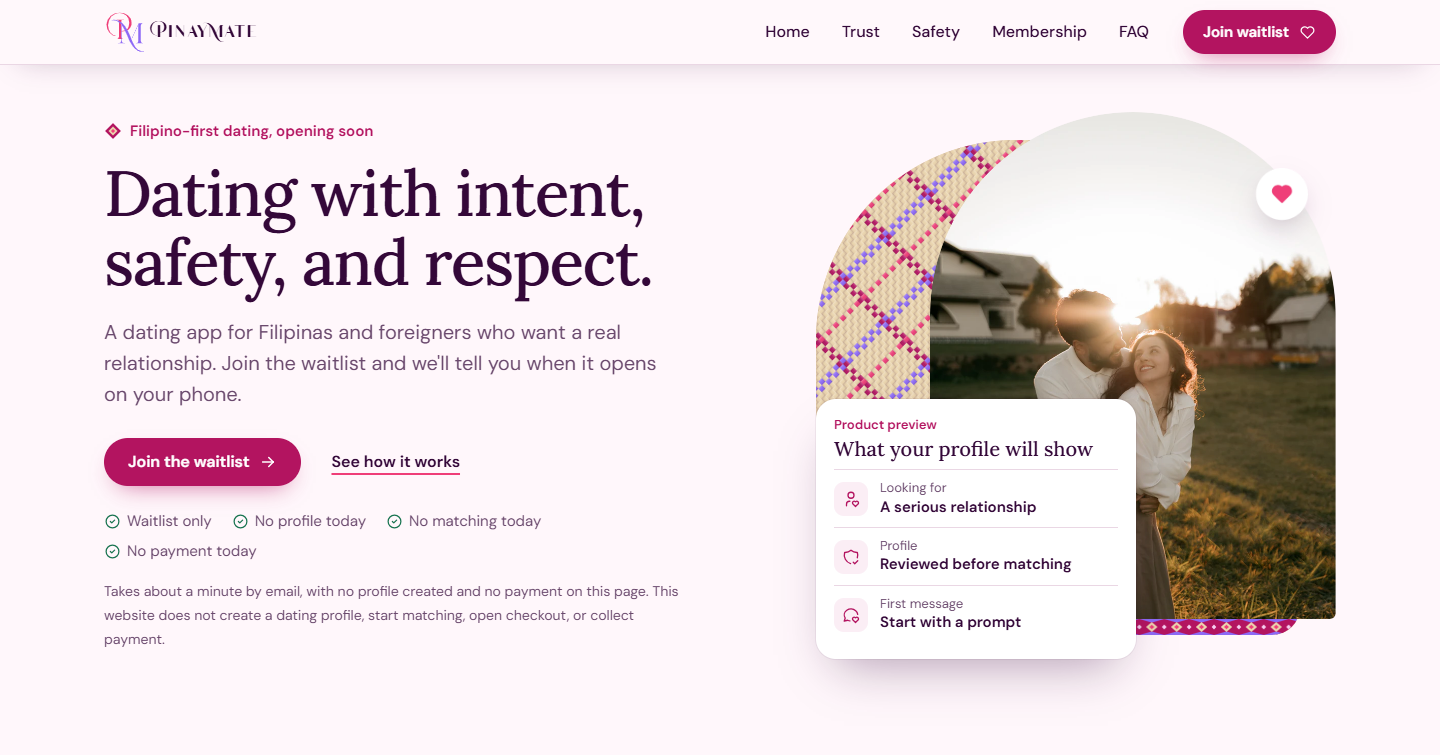 PM PINAYMATE
Home Trust Safety Membership FAQ Join waitlist
Filipino-first dating, opening soon
Dating with intent,
safety, and respect.
A dating app for Filipinas and foreigners who want a real
relationship. Join the waitlist and we'll tell you when it opens
on your phone.
Join the waitlist
See how it works
Waitlist only No profile today No matching today
No payment today
Takes about a minute by email, with no profile created and no payment on this page. This
website does not create a dating profile, start matching, open checkout, or collect
payment.
Product preview
What your profile will show
Looking for
A serious relationship
Profile
Reviewed before matching
First message
Start with a prompt